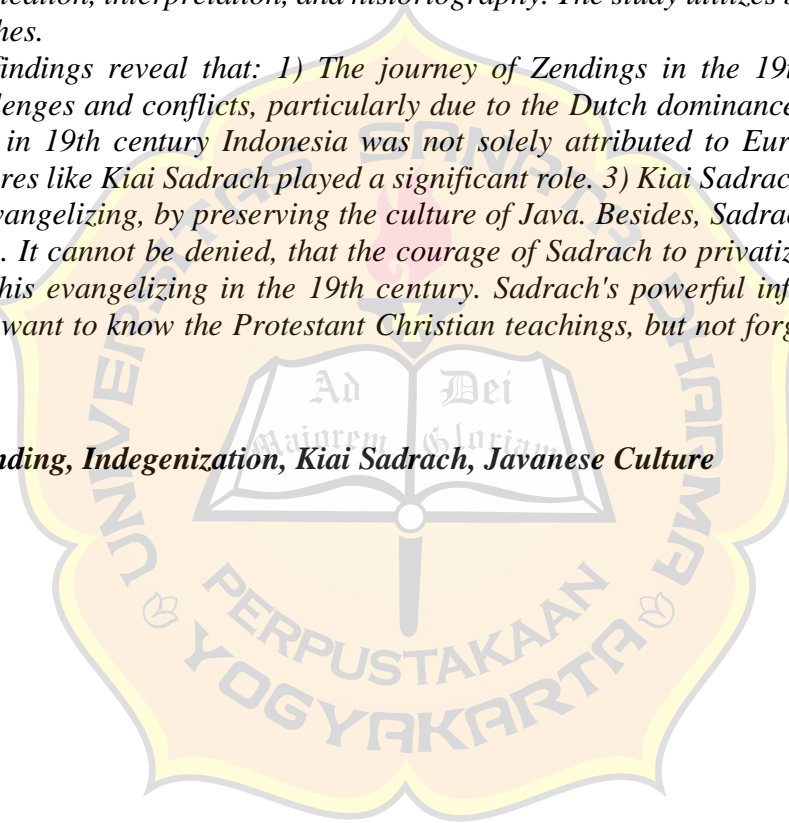 ication, interpretation, and historiography. The study utilizes
hes.
findings reveal that: 1) The journey of Zendings in the 19t
lenges and conflicts, particularly due to the Dutch dominance
in 19th century Indonesia was not solely attributed to Eur
res like Kiai Sadrach played a significant role. 3) Kiai Sadrac
vangelizing, by preserving the culture of Java. Besides, Sadrac
. It cannot be denied, that the courage of Sadrach to privatiz
his evangelizing in the 19th century. Sadrach's powerful inf
want to know the Protestant Christian teachings, but not forg
nding, Indegenization, Kiai Sadrach, Javanese Culture
UNIVERSITAS SANATA DHARMA
Ad Dei
Maiorem Gloriam
PERPUSTAKAAN
YOGYAKARTA